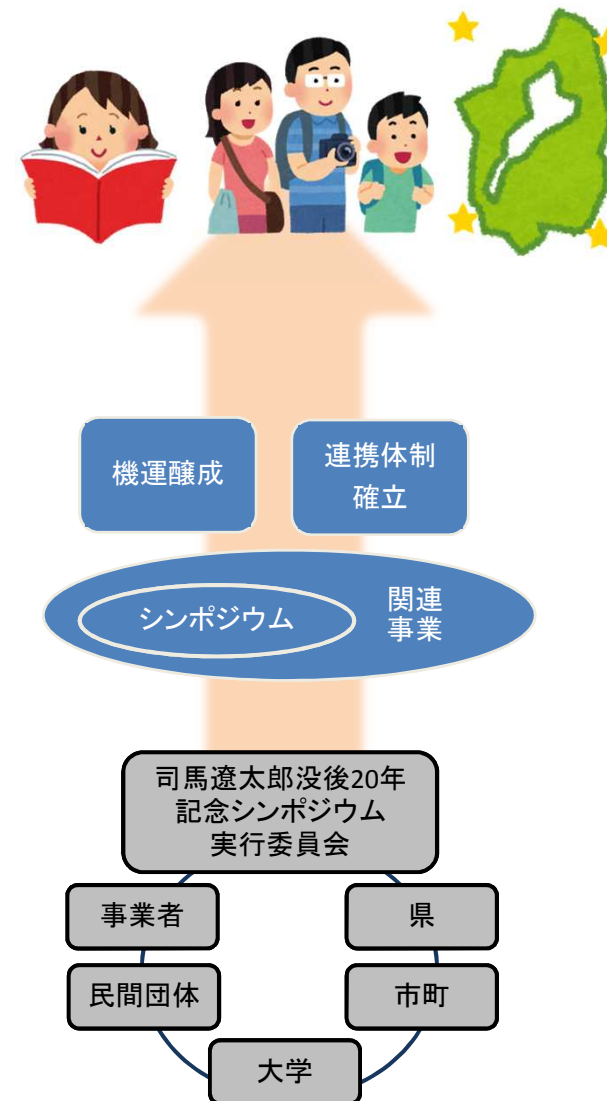 機運醸成
連携体制
確立
シンポジウム
関連
事業
司馬遼太郎没後20年
記念シンポジウム
実行委員会
事業者
県
民間団体
市町
大学